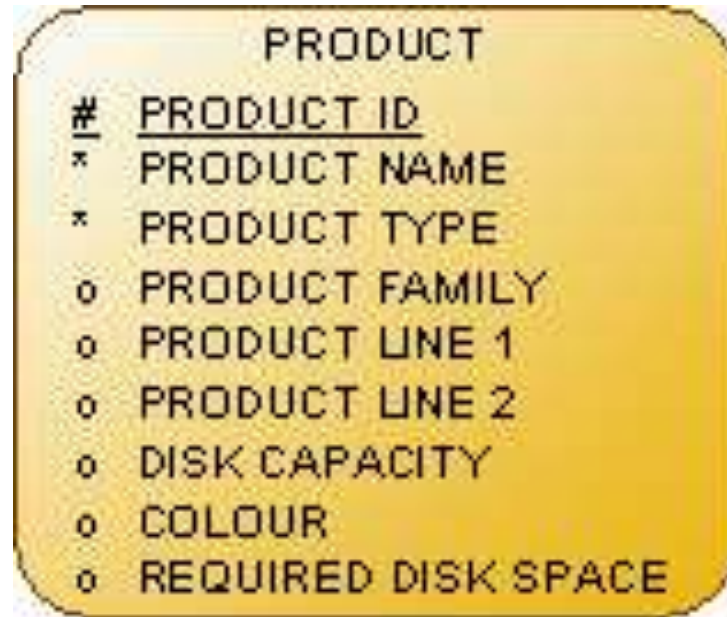 PRODUCT
# PRODUCT ID
* PRODUCT NAME
* PRODUCT TYPE
o PRODUCT FAMILY
o PRODUCT LINE 1
o PRODUCT LINE 2
o DISK CAPACITY
o COLOUR
o REQUIRED DISK SPACE